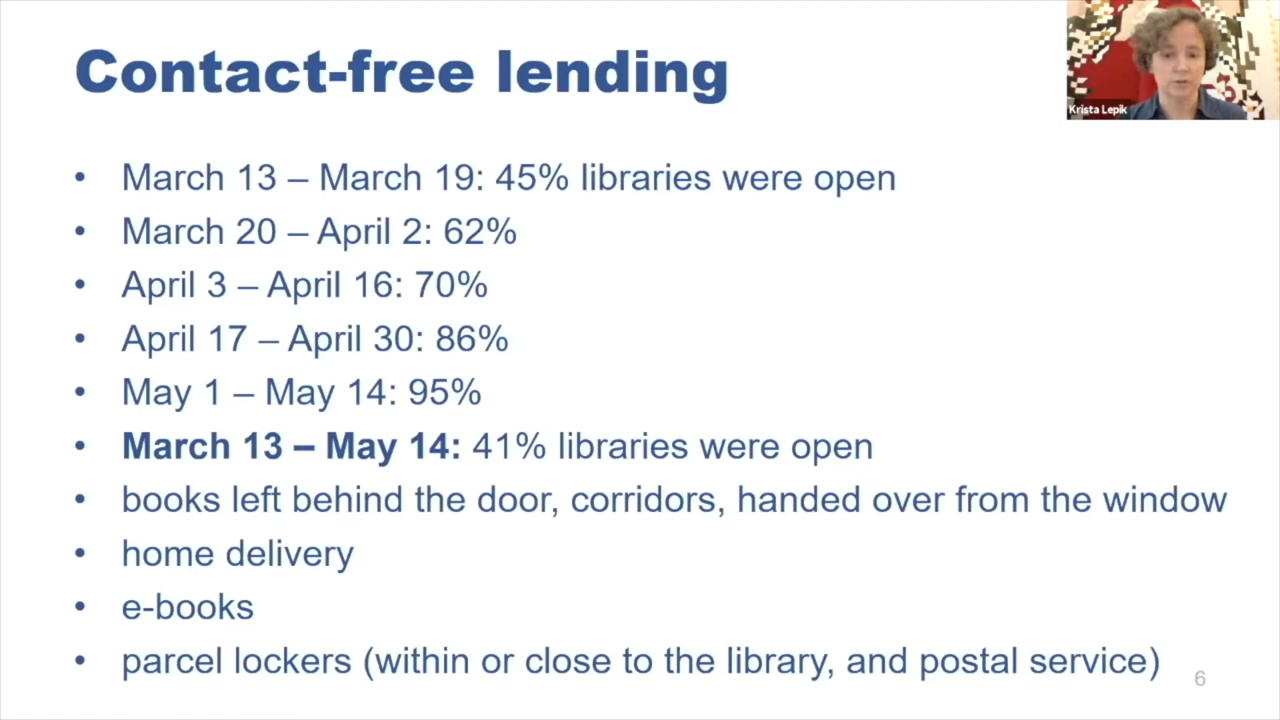 Contact-free lending
Krista Lepik
• March 13 – March 19: 45% libraries were open
• March 20 – April 2: 62%
• April 3 – April 16: 70%
• April 17 – April 30: 86%
• May 1 – May 14: 95%
• March 13 – May 14: 41% libraries were open
• books left behind the door, corridors, handed over from the window
• home delivery
• e-books
• parcel lockers (within or close to the library, and postal service)
6